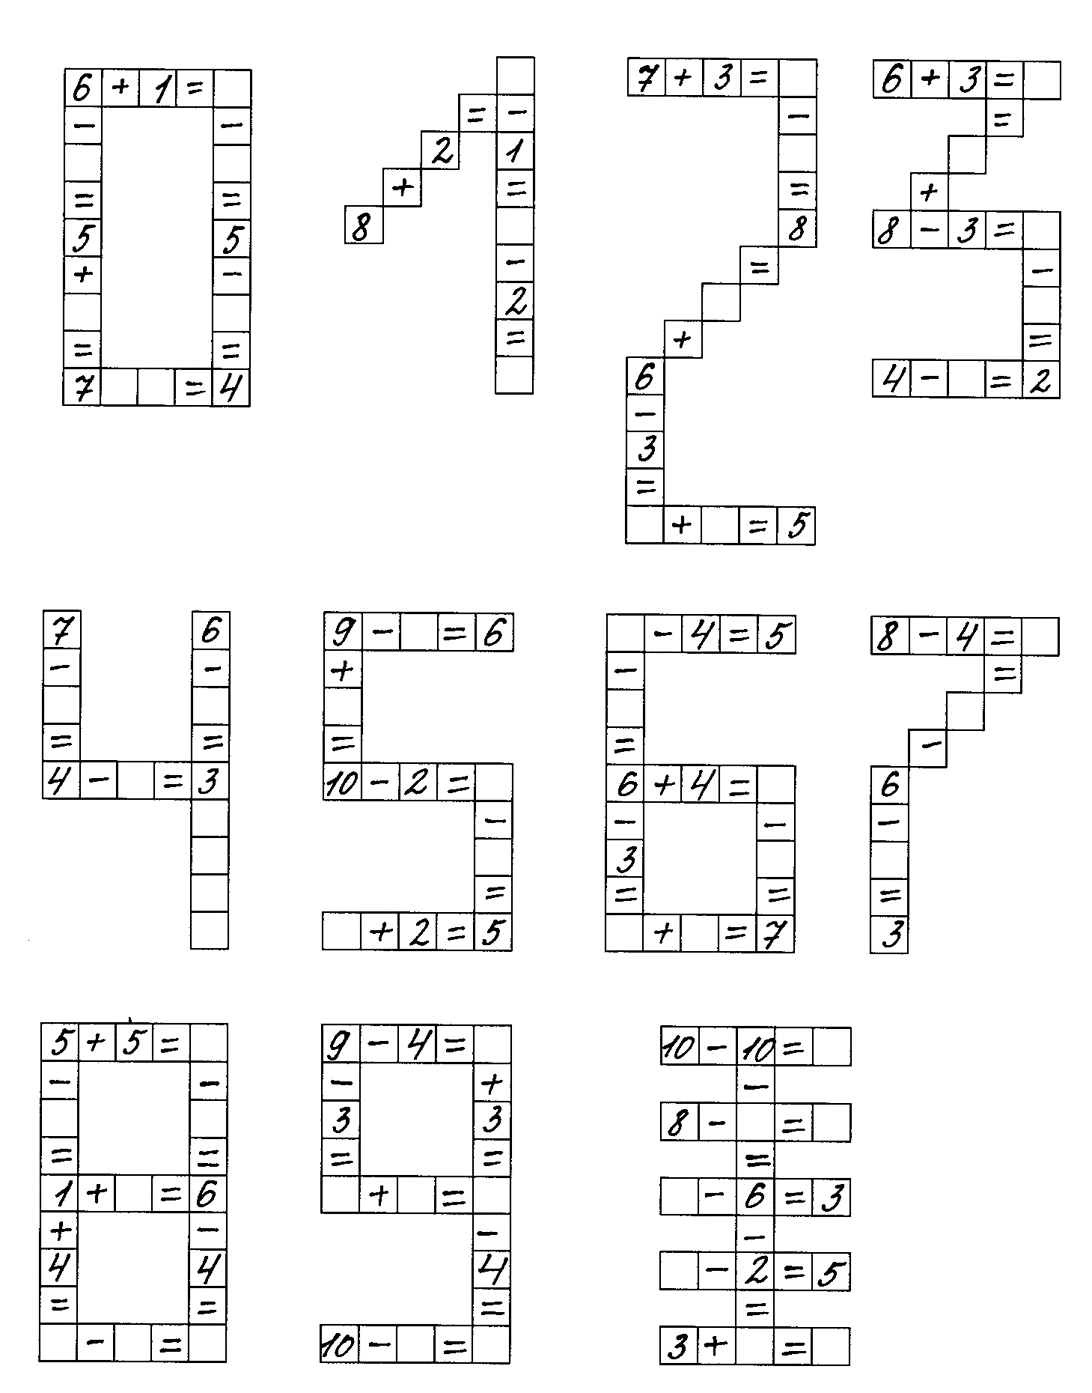 6 + 1 =
- -
= =
5 5
+ -
= =
7 = 4
= -
2 1
+ =
8
-
2
=
7 + 3 =
-
=
8
=
+
6
-
3
=
+ = 5
6 + 3 =
=
+
8 - 3 =
-
=
4 - = 2
7 6
- -
= =
4 - = 3
9 - = 6
+
=
10 - 2 =
-
=
+ 2 = 5
- 4 = 5
-
=
6 + 4 =
- -
3
= =
+ = 7
8 - 4 =
=
-
6
-
=
3
5 + 5 =
- -
= =
1 + = 6
+ -
4 4
= =
- =
9 - 4 =
- +
3 3
= =
+ =
-
4
=
10 - =
10 - 10 =
-
8 - =
=
- 6 = 3
-
- 2 = 5
=
3 + =